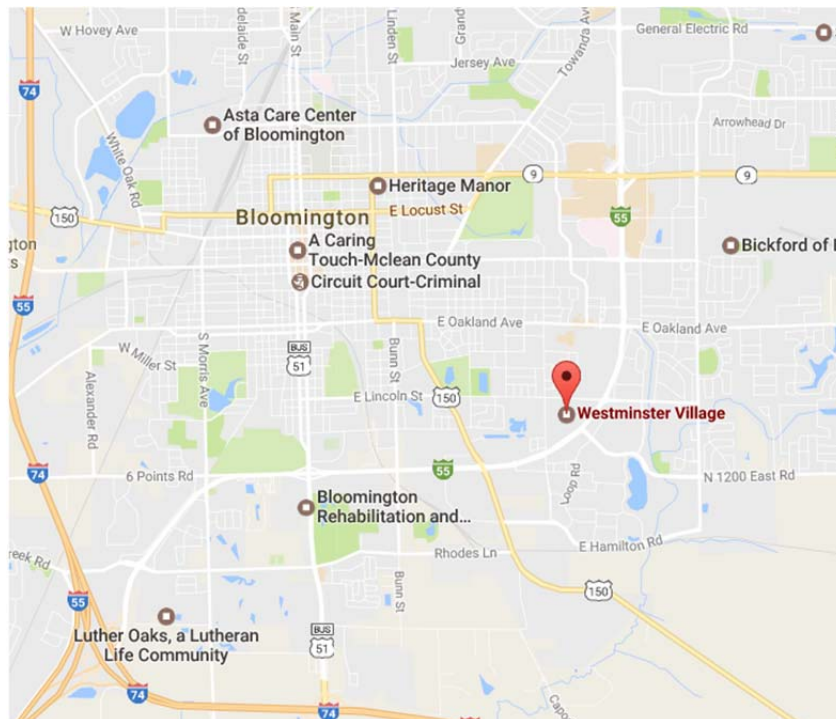 W Hovey Ave
General Electric Rd
Jersey Ave
Towanda Ave
Main St
Linden St
74
Asta Care Center
of Bloomington
Arrowhead Dr
White Oak Rd
9
9
Heritage Manor
150
E Locust St
55
Bloomington
A Caring
Touch-Mclean County
Bickford of
Circuit Court-Criminal
55
E Oakland Ave
E Oakland Ave
W Miller St
BUS
51
S Morris Ave
Bunn St
Alexander Rd
E Lincoln St
150
Westminster Village
74
6 Points Rd
55
Loop Rd
N 1200 East Rd
Bloomington
Rehabilitation and...
Rhodes Ln
E Hamilton Rd
Creek Rd
Bunn St
150
55
Luther Oaks, a Lutheran
Life Community
BUS
51
74
74
74